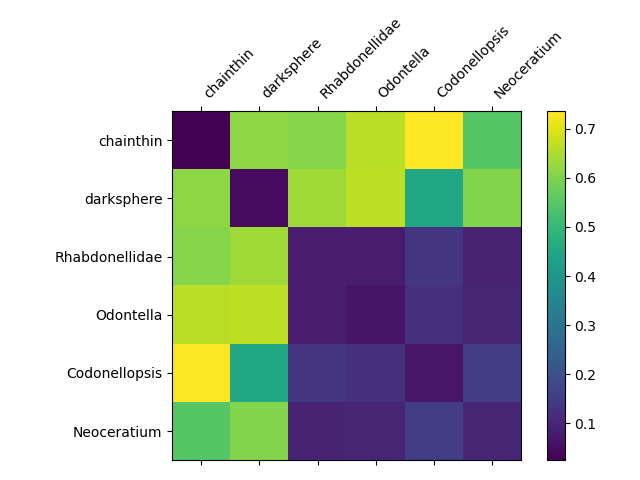 chainthin
darksphere
Rhabdonellidae
Odontella
Codonellopsis
Neoceratium
chainthin
darksphere
Rhabdonellidae
Odontella
Codonellopsis
Neoceratium
0.7
0.6
0.5
0.4
0.3
0.2
0.1